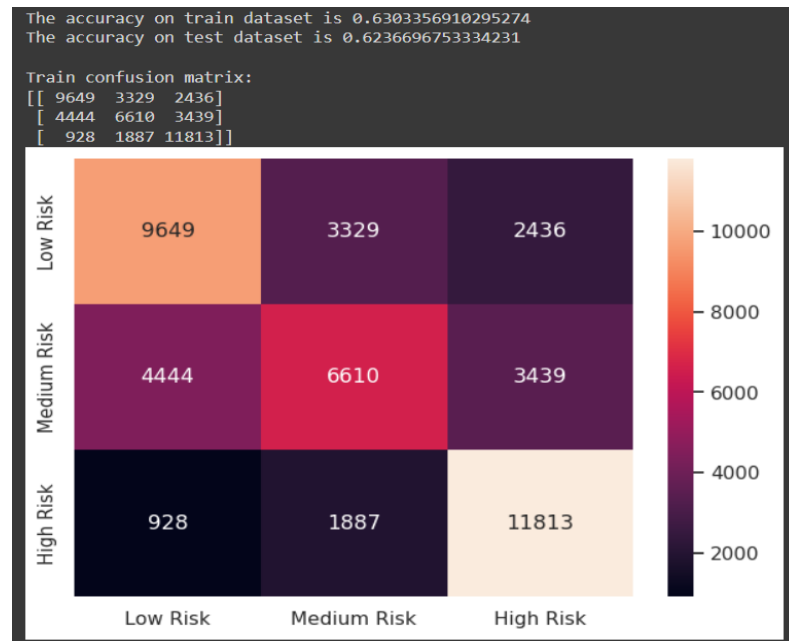 The accuracy on train dataset is 0.6303356910295274
The accuracy on test dataset is 0.6236696753334231
Train confusion matrix:
[[ 9649 3329 2436]
[ 4444 6610 3439]
[ 928 1887 11813]]
Low Risk 9649 3329 2436
Medium Risk 4444 6610 3439
High Risk 928 1887 11813
Low Risk Medium Risk High Risk
10000
8000
6000
4000
2000